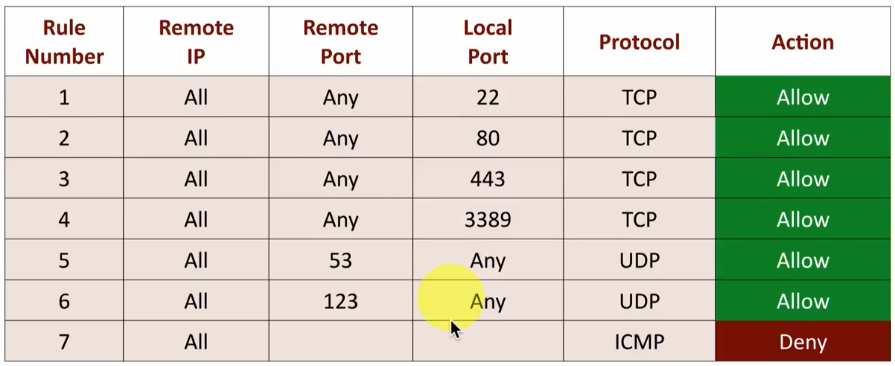 Rule Number | Remote IP | Remote Port | Local Port | Protocol | Action
1 | All | Any | 22 | TCP | Allow
2 | All | Any | 80 | TCP | Allow
3 | All | Any | 443 | TCP | Allow
4 | All | Any | 3389 | TCP | Allow
5 | All | 53 | Any | UDP | Allow
6 | All | 123 | Any | UDP | Allow
7 | All | | | ICMP | Deny